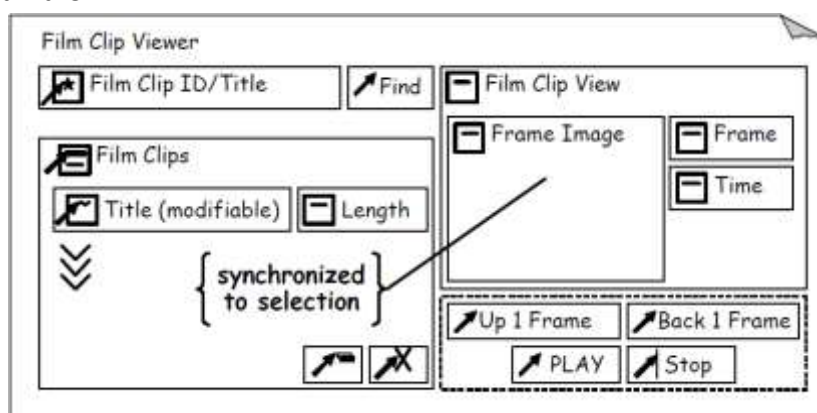 Film Clip Viewer
Film Clip ID/Title
Find
Film Clips
Title (modifiable)
Length
synchronized
to selection
Film Clip View
Frame Image
Frame
Time
Up 1 Frame
Back 1 Frame
PLAY
Stop